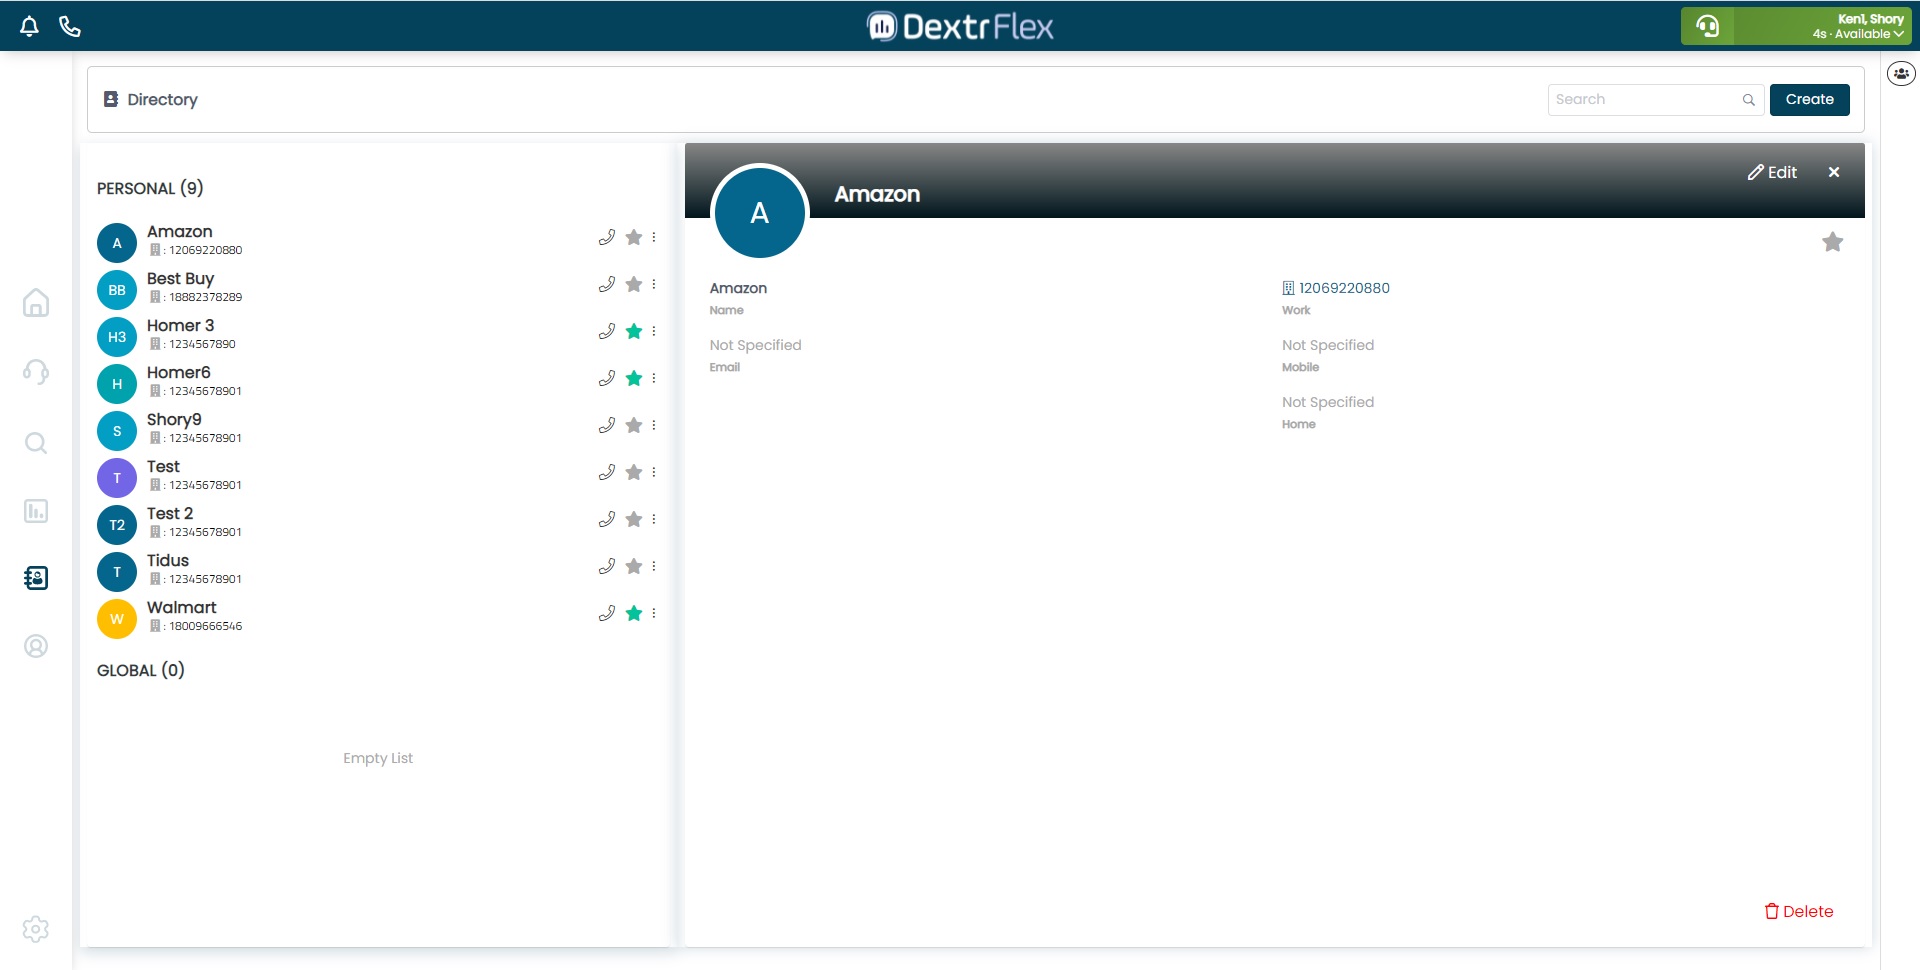 DextrFlex
Ken1, Shory
4s · Available
Directory
Search
Create
PERSONAL (9)
A
Amazon
: 12069220880
BB
Best Buy
: 18882378289
H3
Homer 3
: 1234567890
H
Homer6
: 12345678901
S
Shory9
: 12345678901
T
Test
: 12345678901
T2
Test 2
: 12345678901
T
Tidus
: 12345678901
W
Walmart
: 18009666546
GLOBAL (0)
Empty List
A
Amazon
Edit
Amazon
Name
Not Specified
Email
12069220880
Work
Not Specified
Mobile
Not Specified
Home
Delete